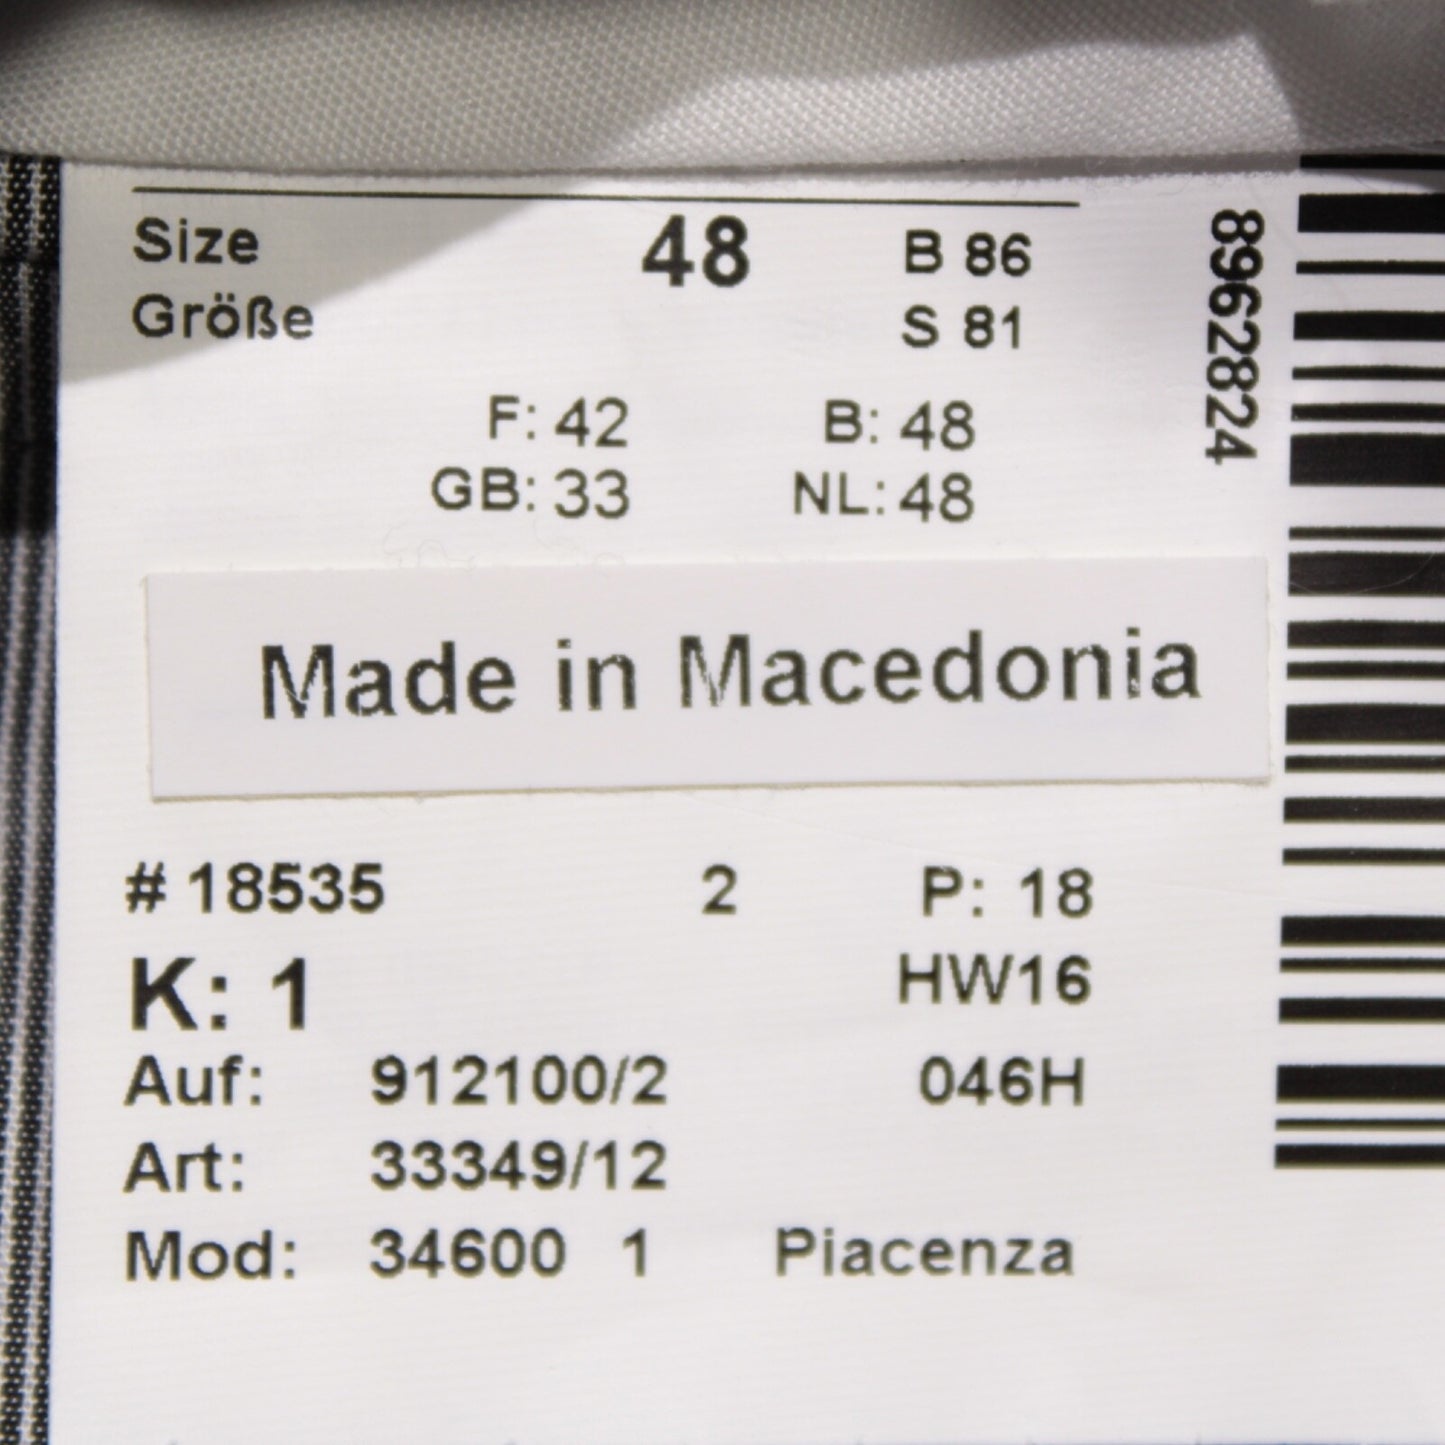 Size 48 B 86
Größe S 81
F: 42 B: 48
GB: 33 NL: 48
Made in Macedonia
# 18535 2 P: 18
K: 1 HW16
Auf: 912100/2 046H
Art: 33349/12
Mod: 34600 1 Piacenza
8962824